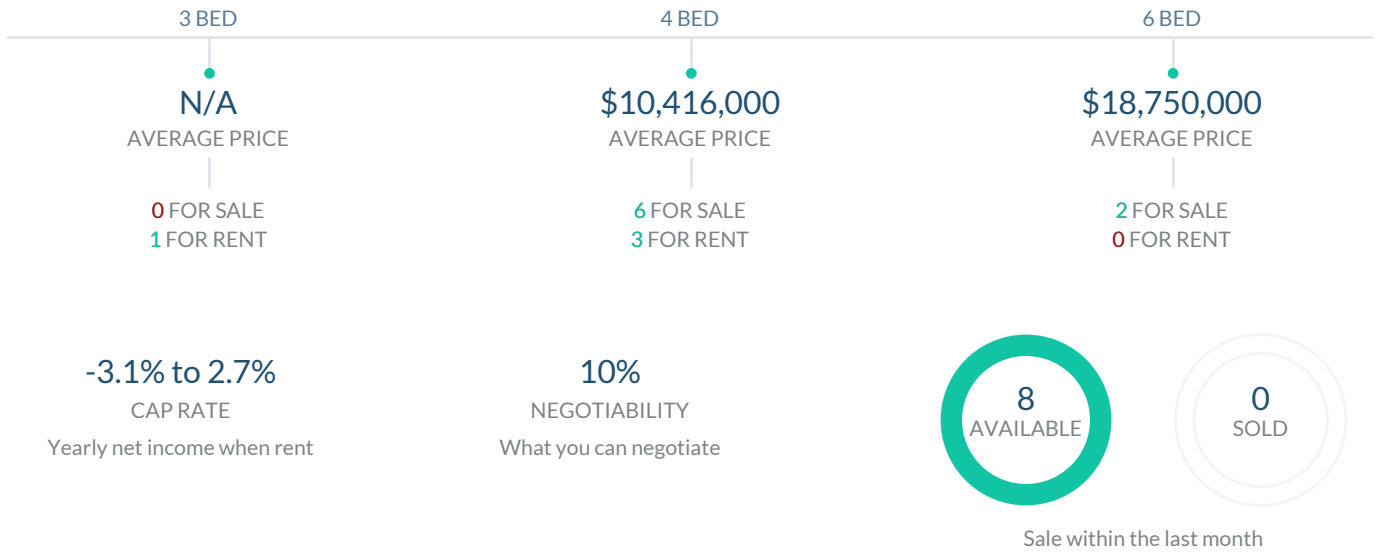 3 BED
N/A
AVERAGE PRICE
0 FOR SALE
1 FOR RENT
4 BED
$10,416,000
AVERAGE PRICE
6 FOR SALE
3 FOR RENT
6 BED
$18,750,000
AVERAGE PRICE
2 FOR SALE
0 FOR RENT
-3.1% to 2.7%
CAP RATE
Yearly net income when rent
10%
NEGOTIABILITY
What you can negotiate
8
AVAILABLE
0
SOLD
Sale within the last month